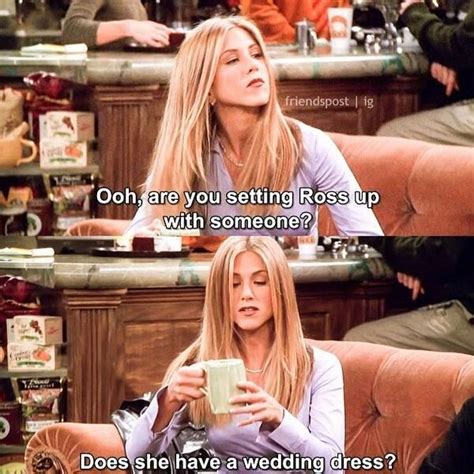 friendspost | ig
Ooh, are you setting Ross up
with someone?
Does she have a wedding dress?